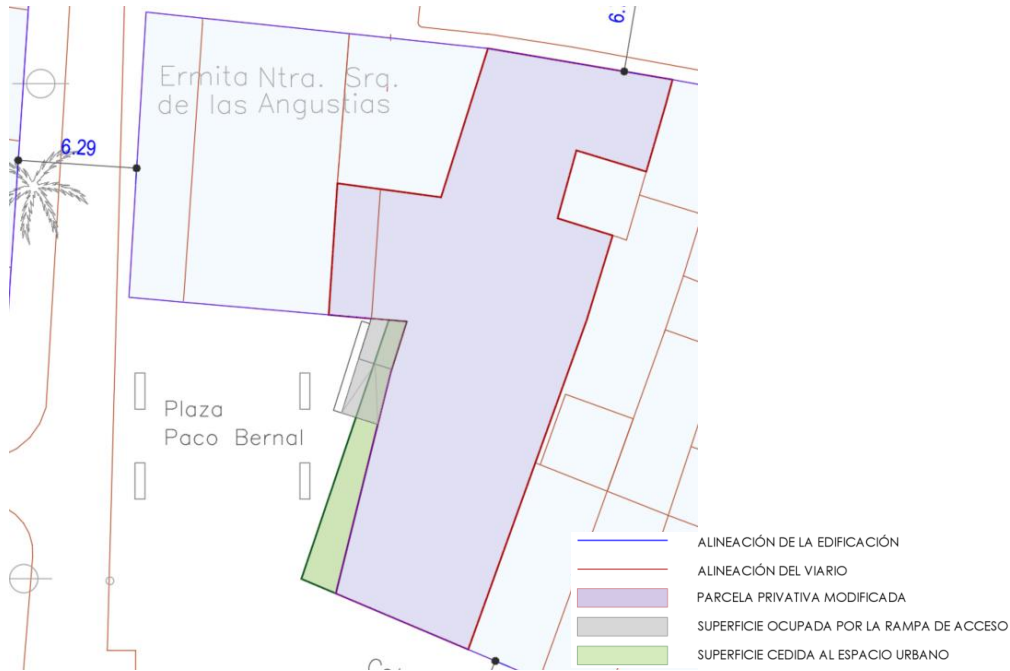 6.
Ermita Ntra. Sra.
de las Angustias
6.29
Plaza
Paco Bernal
ALINEACIÓN DE LA EDIFICACIÓN
ALINEACIÓN DEL VIARIO
PARCELA PRIVATIVA MODIFICADA
SUPERFICIE OCUPADA POR LA RAMPA DE ACCESO
SUPERFICIE CEDIDA AL ESPACIO URBANO